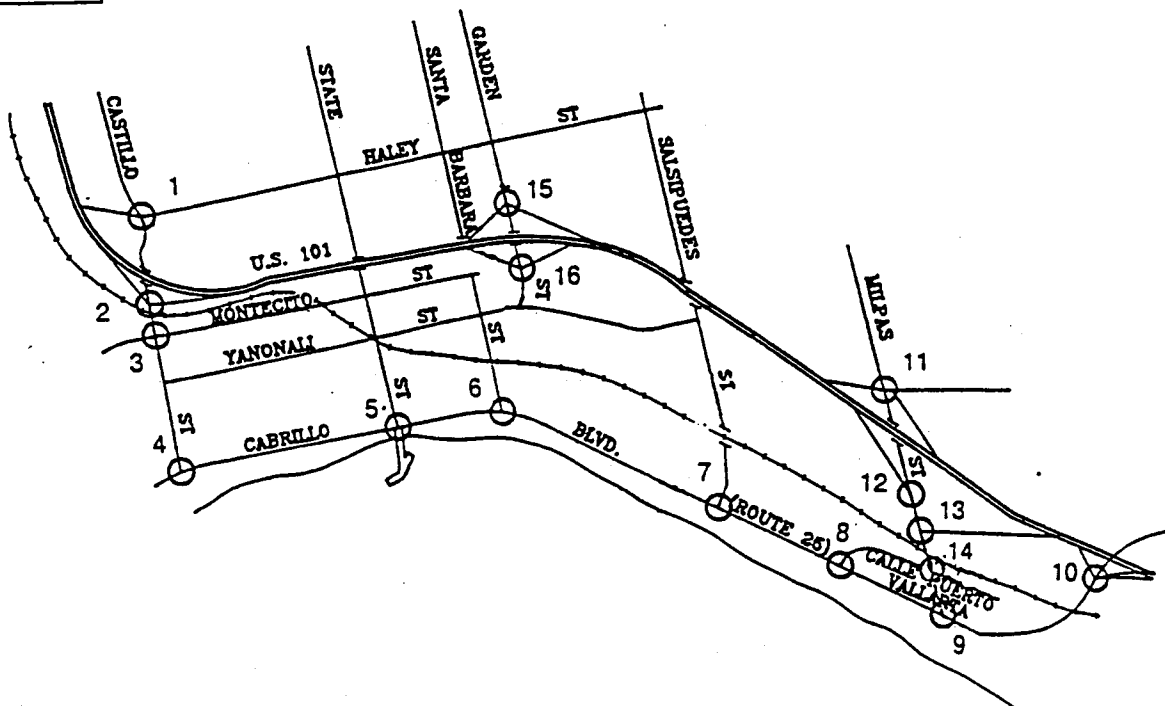 CASTILLO
STATE
SANTA
BARBARA
GARDEN
ST
HALEY
SALSIPUEDES
1
15
U.S. 101
16
ST
ST
MILPAS
2
MONTECITO
ST
3
YANONALI
ST
11
ST
ST
4
ST
CABRILLO
5
6
BLVD.
ST
7
(ROUTE 25)
8
12
ST
13
14
CALLE PUERTO
VALLARTA
9
10